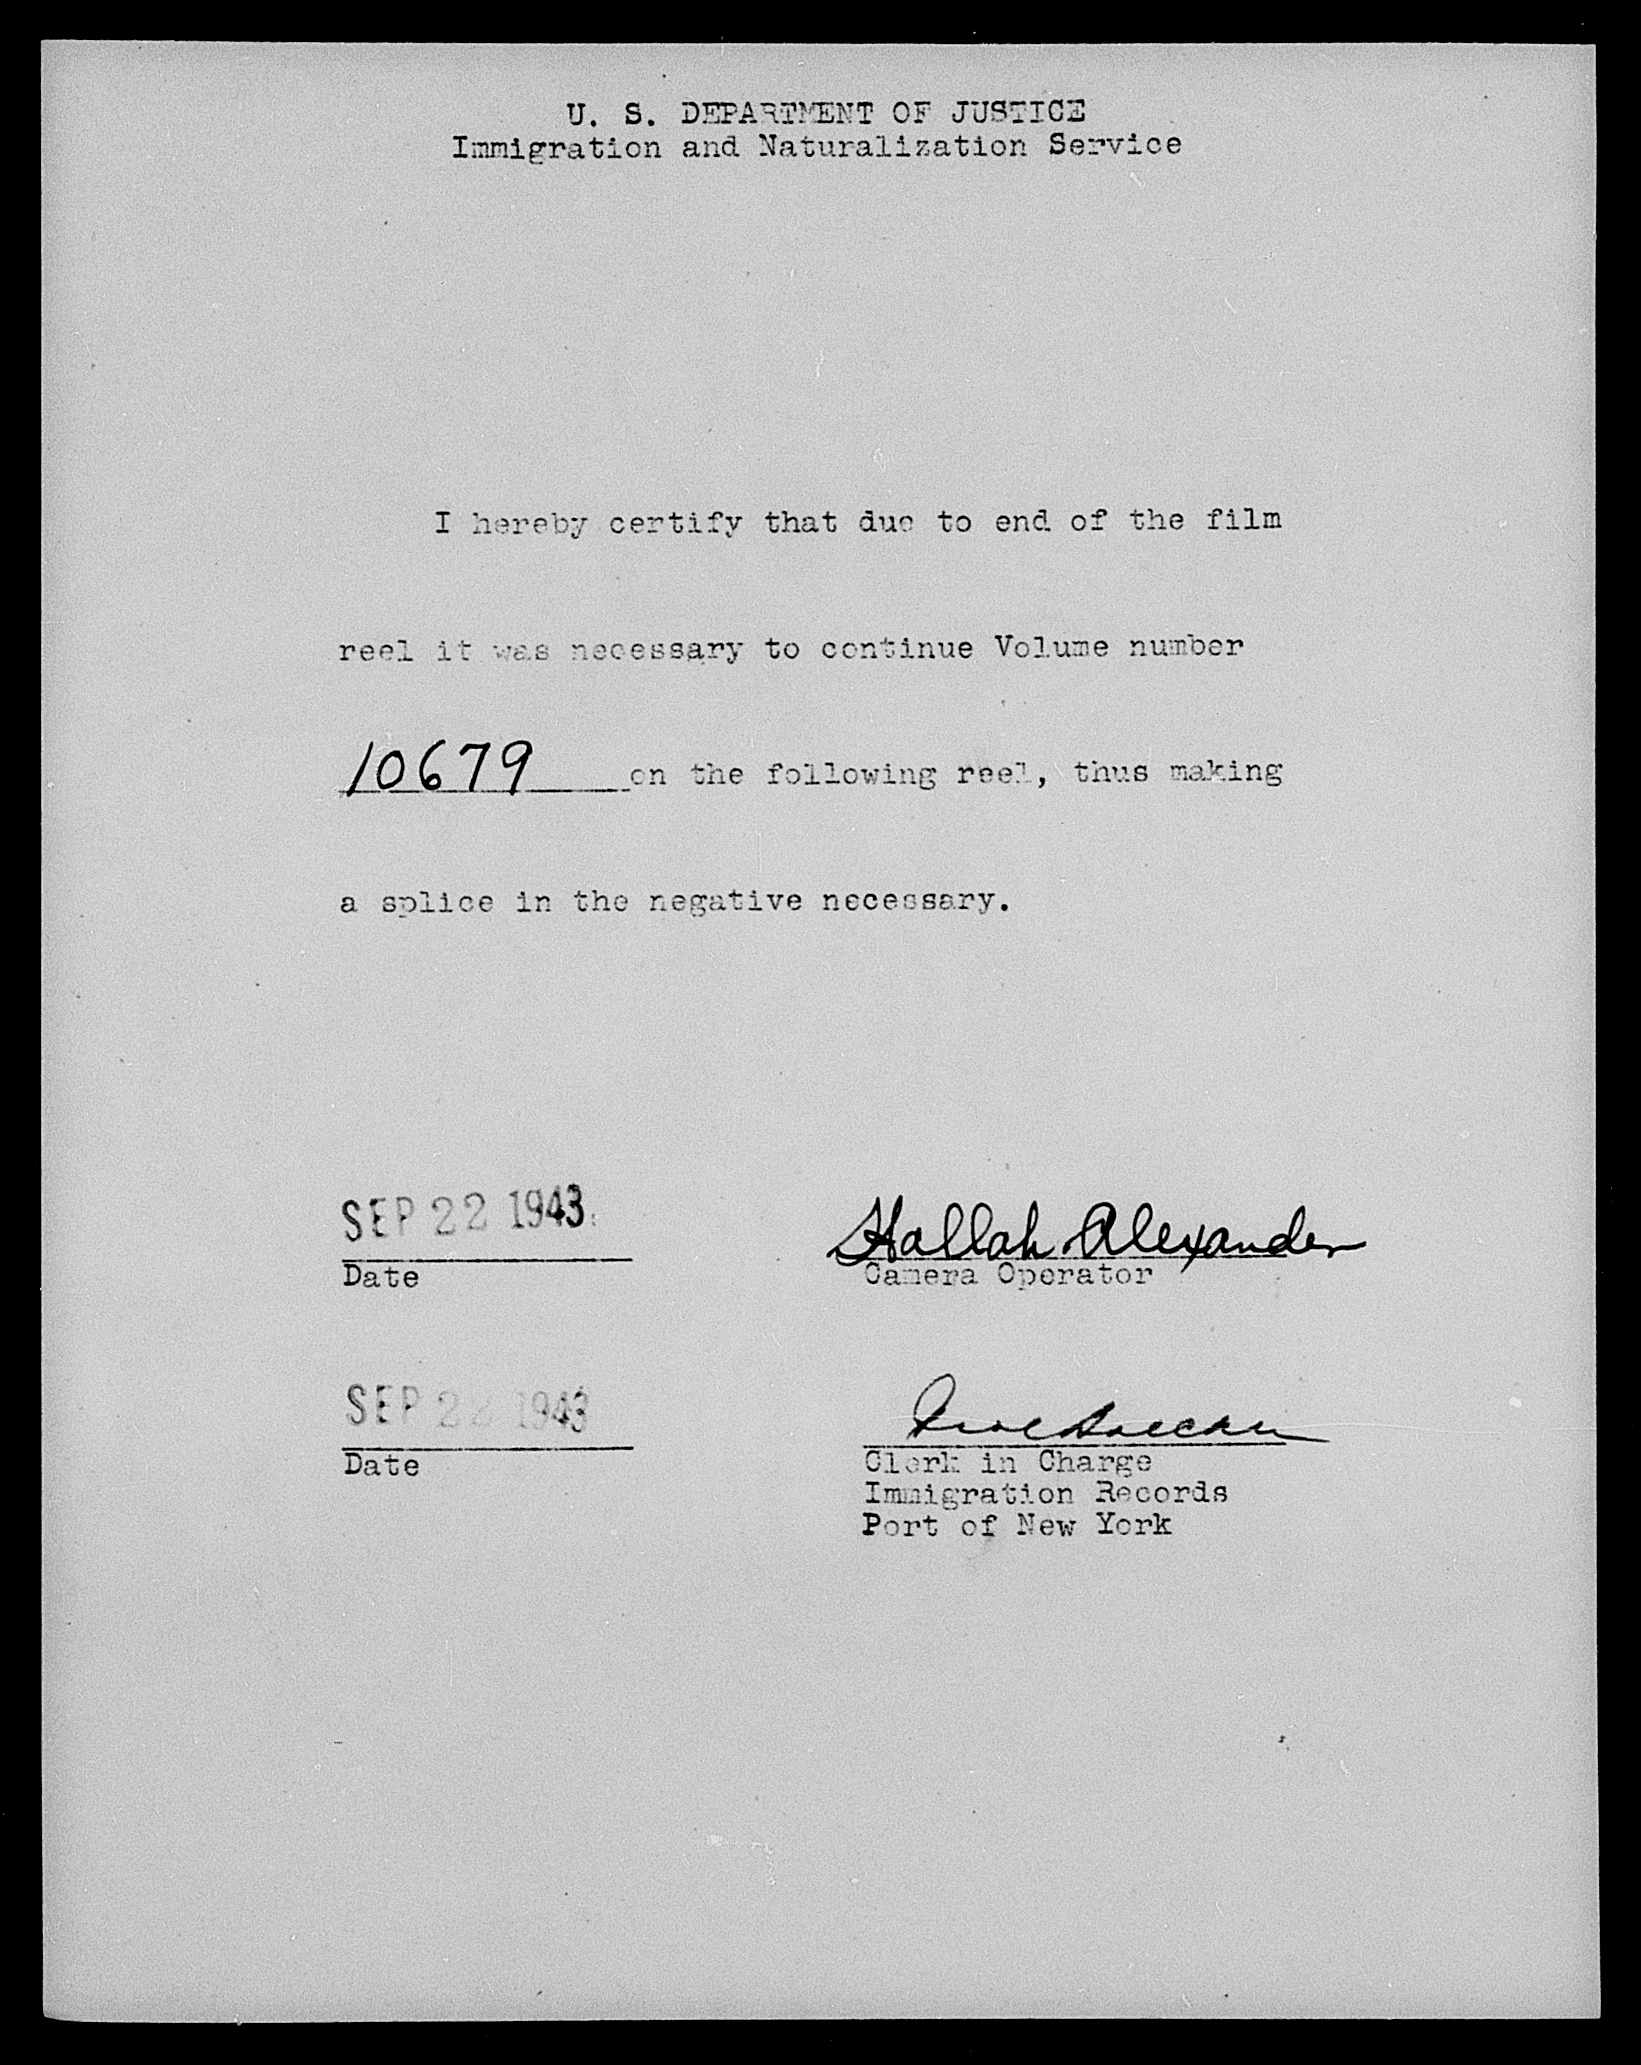 U. S. DEPARTMENT OF JUSTICE
Immigration and Naturalization Service
I hereby certify that due to end of the film
reel it was necessary to continue Volume number
10679 on the following reel, thus making
a splice in the negative necessary.
SEP 22 1943
Hallah Alexander
Date
Camera Operator
SEP 22 1943
Date
Clerk in Charge
Immigration Records
Port of New York